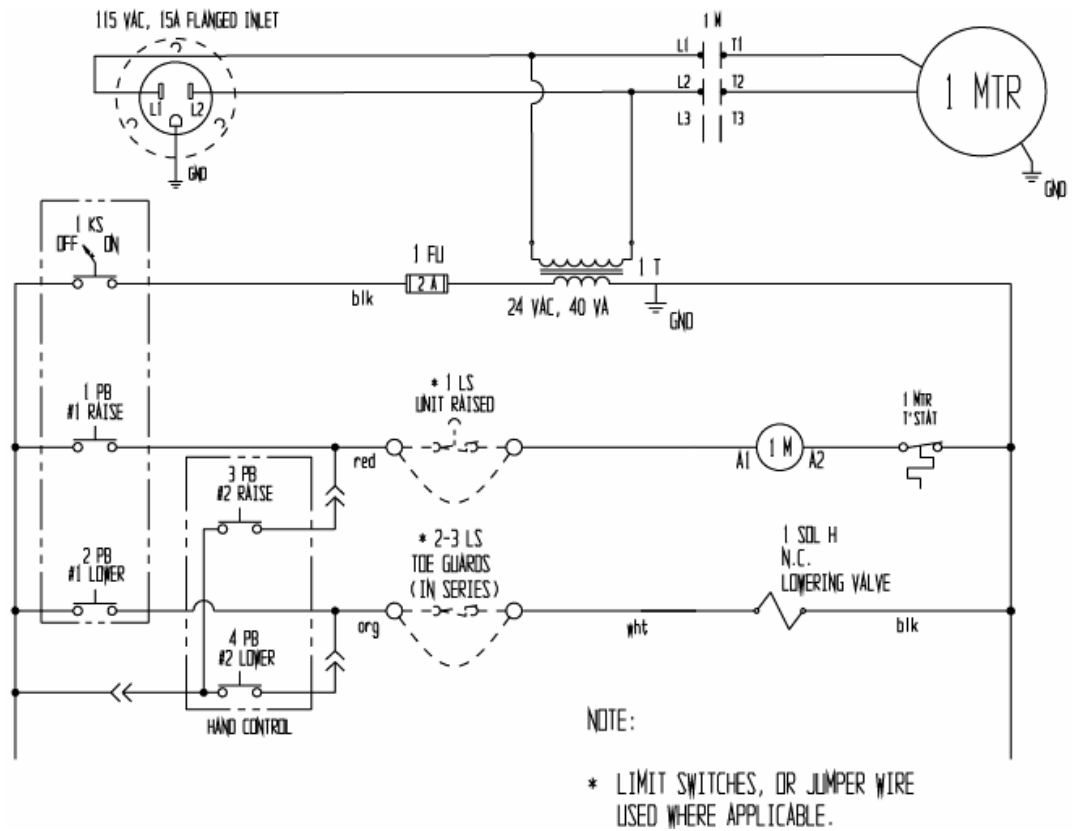 115 VAC, 15A FLANGED INLET
1 M
L1 T1
L2 T2
L3 T3
1 MTR
L1 L2
GND
GND
1 KS
OFF ON
1 FU
2 A
blk
1 T
24 VAC, 40 VA
GND
1 PB
#1 RAISE
* 1 LS
UNIT RAISED
1 MTR
T'STAT
red
A1 1 M A2
3 PB
#2 RAISE
2 PB
#1 LOWER
* 2-3 LS
TOE GUARDS
(IN SERIES)
1 SOL H
N.C.
LOWERING VALVE
org
wht
blk
4 PB
#2 LOWER
HAND CONTROL
NOTE:
* LIMIT SWITCHES, OR JUMPER WIRE
USED WHERE APPLICABLE.